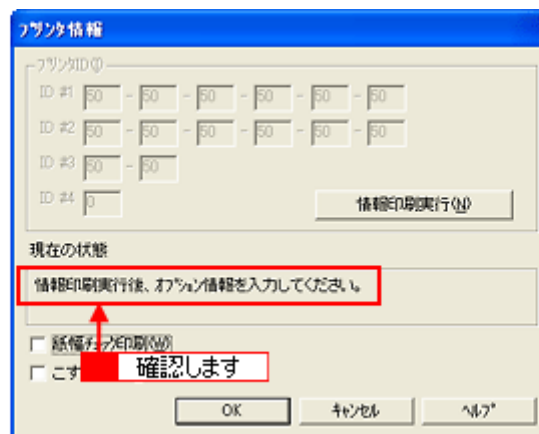 プリンタ情報
プリンタID(I)
ID #1 50 - 50 - 50 - 50 - 50 - 50
ID #2 50 - 50 - 50 - 50 - 50 - 50
ID #3 50 - 50
ID #4 0
情報印刷実行(N)
現在の状態
情報印刷実行後、オプション情報を入力してください。
紙幅チェック印刷(W)
こす
確認します
OK キャンセル ヘルプ